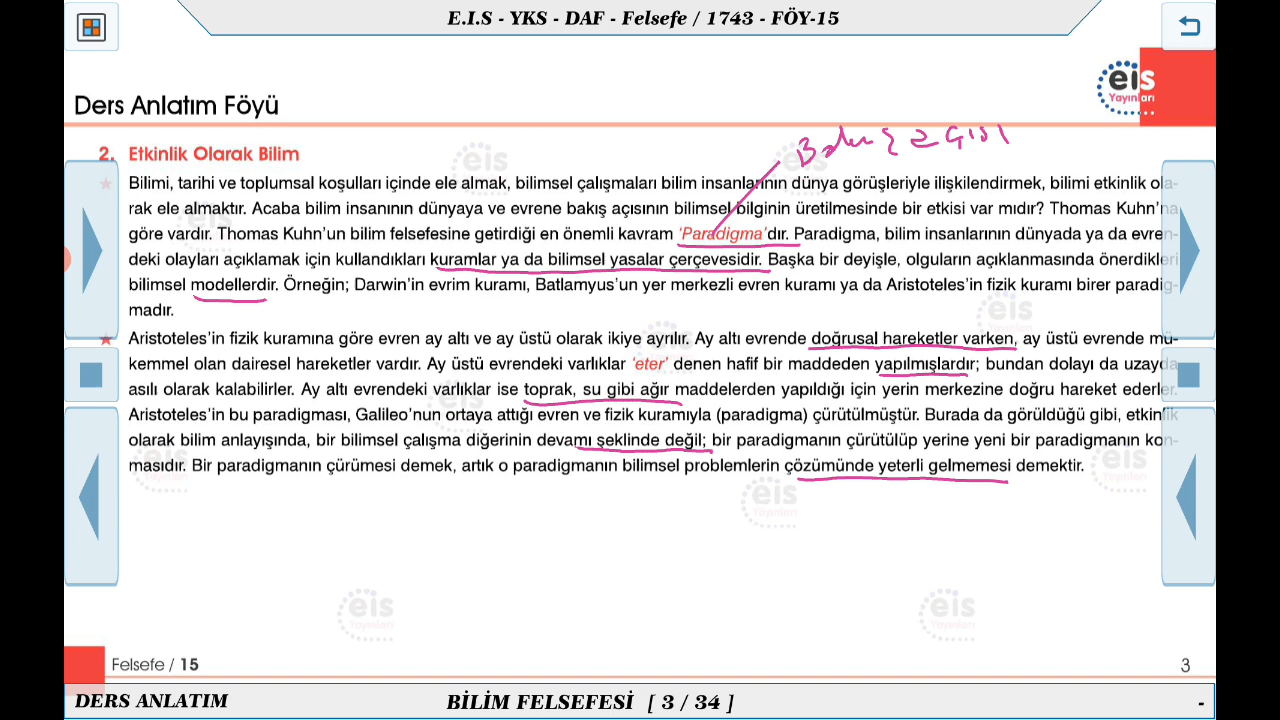 E.I.S - YKS - DAF - Felsefe / 1743 - FÖY-15
eis
Yayınları
Ders Anlatım Föyü
2. Etkinlik Olarak Bilim
Bilimi, tarihi ve toplumsal koşulları içinde ele almak, bilimsel çalışmaları bilim insanlarının dünya görüşleriyle ilişkilendirmek, bilimi etkinlik ola-
rak ele almaktır. Acaba bilim insanının dünyaya ve evrene bakış açısının bilimsel bilginin üretilmesinde bir etkisi var mıdır? Thomas Kuhn'na
göre vardır. Thomas Kuhn'un bilim felsefesine getirdiği en önemli kavram 'Paradigma'dır. Paradigma, bilim insanlarının dünyada ya da evren-
deki olayları açıklamak için kullandıkları kuramlar ya da bilimsel yasalar çerçevesidir. Başka bir deyişle, olguların açıklanmasında önerdikleri
bilimsel modellerdir. Örneğin; Darwin'in evrim kuramı, Batlamyus'un yer merkezli evren kuramı ya da Aristoteles'in fizik kuramı birer paradig-
madır.
Aristoteles'in fizik kuramına göre evren ay altı ve ay üstü olarak ikiye ayrılır. Ay altı evrende doğrusal hareketler varken, ay üstü evrende mü-
kemmel olan dairesel hareketler vardır. Ay üstü evrendeki varlıklar 'eter' denen hafif bir maddeden yapılmışlardır; bundan dolayı da uzayda
asılı olarak kalabilirler. Ay altı evrendeki varlıklar ise toprak, su gibi ağır maddelerden yapıldığı için yerin merkezine doğru hareket ederler.
Aristoteles'in bu paradigması, Galileo'nun ortaya attığı evren ve fizik kuramıyla (paradigma) çürütülmüştür. Burada da görüldüğü gibi, etkinlik
olarak bilim anlayışında, bir bilimsel çalışma diğerinin devamı şeklinde değil; bir paradigmanın çürütülüp yerine yeni bir paradigmanın kon-
masıdır. Bir paradigmanın çürümesi demek, artık o paradigmanın bilimsel problemlerin çözümünde yeterli gelmemesi demektir.
Felsefe / 15
3
DERS ANLATIM
BİLİM FELSEFESİ [ 3 / 34 ]
-